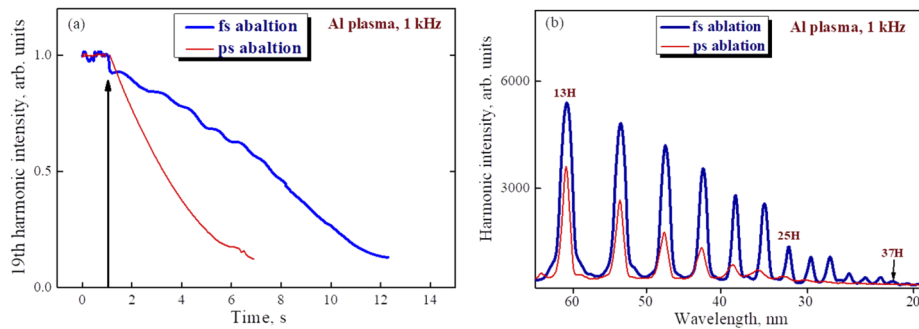 (a)
Al plasma, 1 kHz
fs abaltion
ps abaltion
19th harmonic intensity, arb. units
1.0
0.5
0.0
0 2 4 6 8 10 12 14
Time, s
(b)
fs ablation
ps ablation
Al plasma, 1 kHz
Harmonic intensity, arb. units
6000
3000
13H
25H
37H
60 50 40 30 20
Wavelength, nm